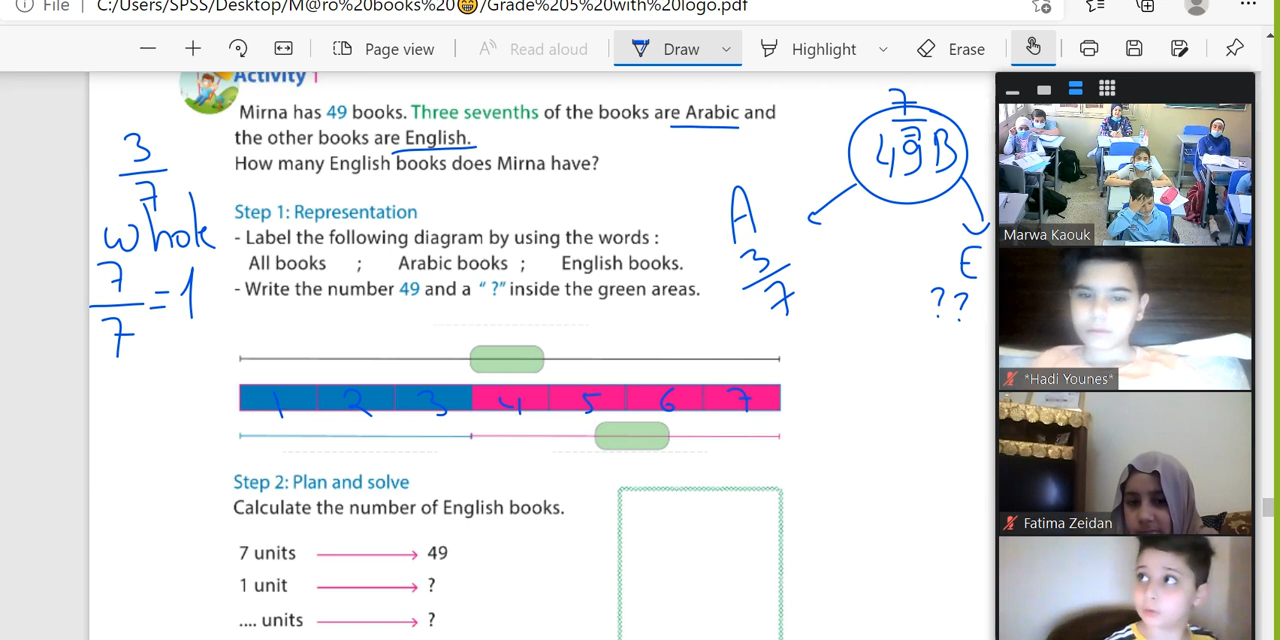 File
C:/Users/SPSS/Desktop/M@ro%20books%20😁/Grade%205%20with%20logo.pdf
Page view
Read aloud
Draw
Highlight
Erase
Activity 1
Mirna has 49 books. Three sevenths of the books are Arabic and
the other books are English.
How many English books does Mirna have?
3/7
whole
7/7 = 1
7/7
49 B
A
3/7
E
??
Step 1: Representation
- Label the following diagram by using the words :
All books ; Arabic books ; English books.
- Write the number 49 and a “ ?” inside the green areas.
1 2 3 4 5 6 7
Step 2: Plan and solve
Calculate the number of English books.
7 units 49
1 unit ?
.... units ?
Marwa Kaouk
*Hadi Younes*
Fatima Zeidan